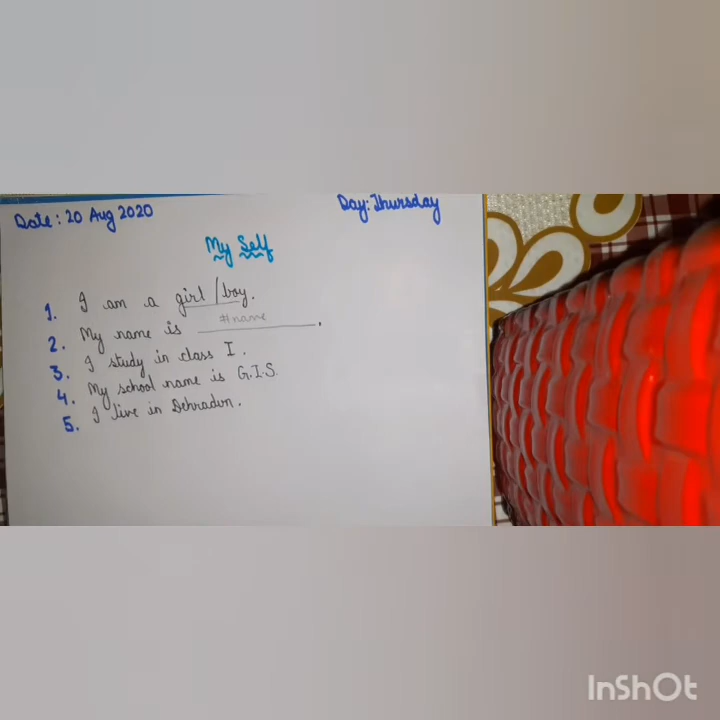 Date: 20 Aug 2020 Day: Thursday
My Self
1. I am a girl/boy.
2. My name is #name.
3. I study in class I.
4. My school name is G.I.S.
5. I live in Dehradun.
InShOt